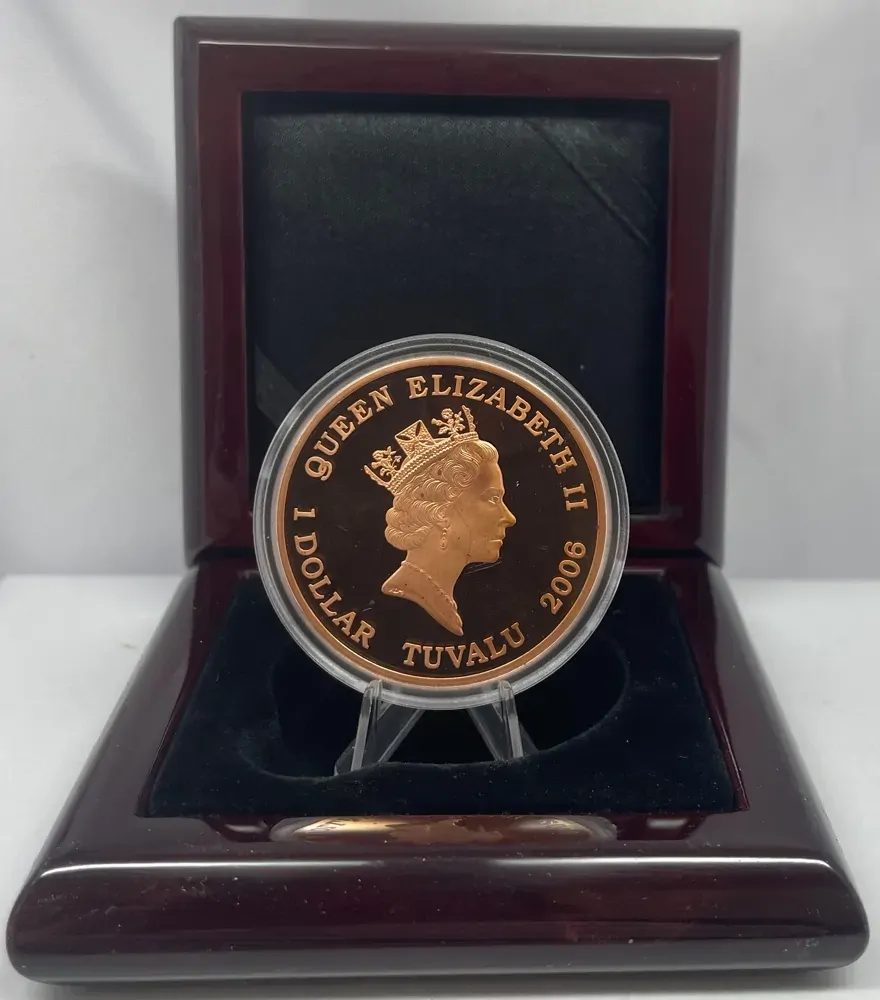 QUEEN ELIZABETH II
1 DOLLAR TUVALU 2006